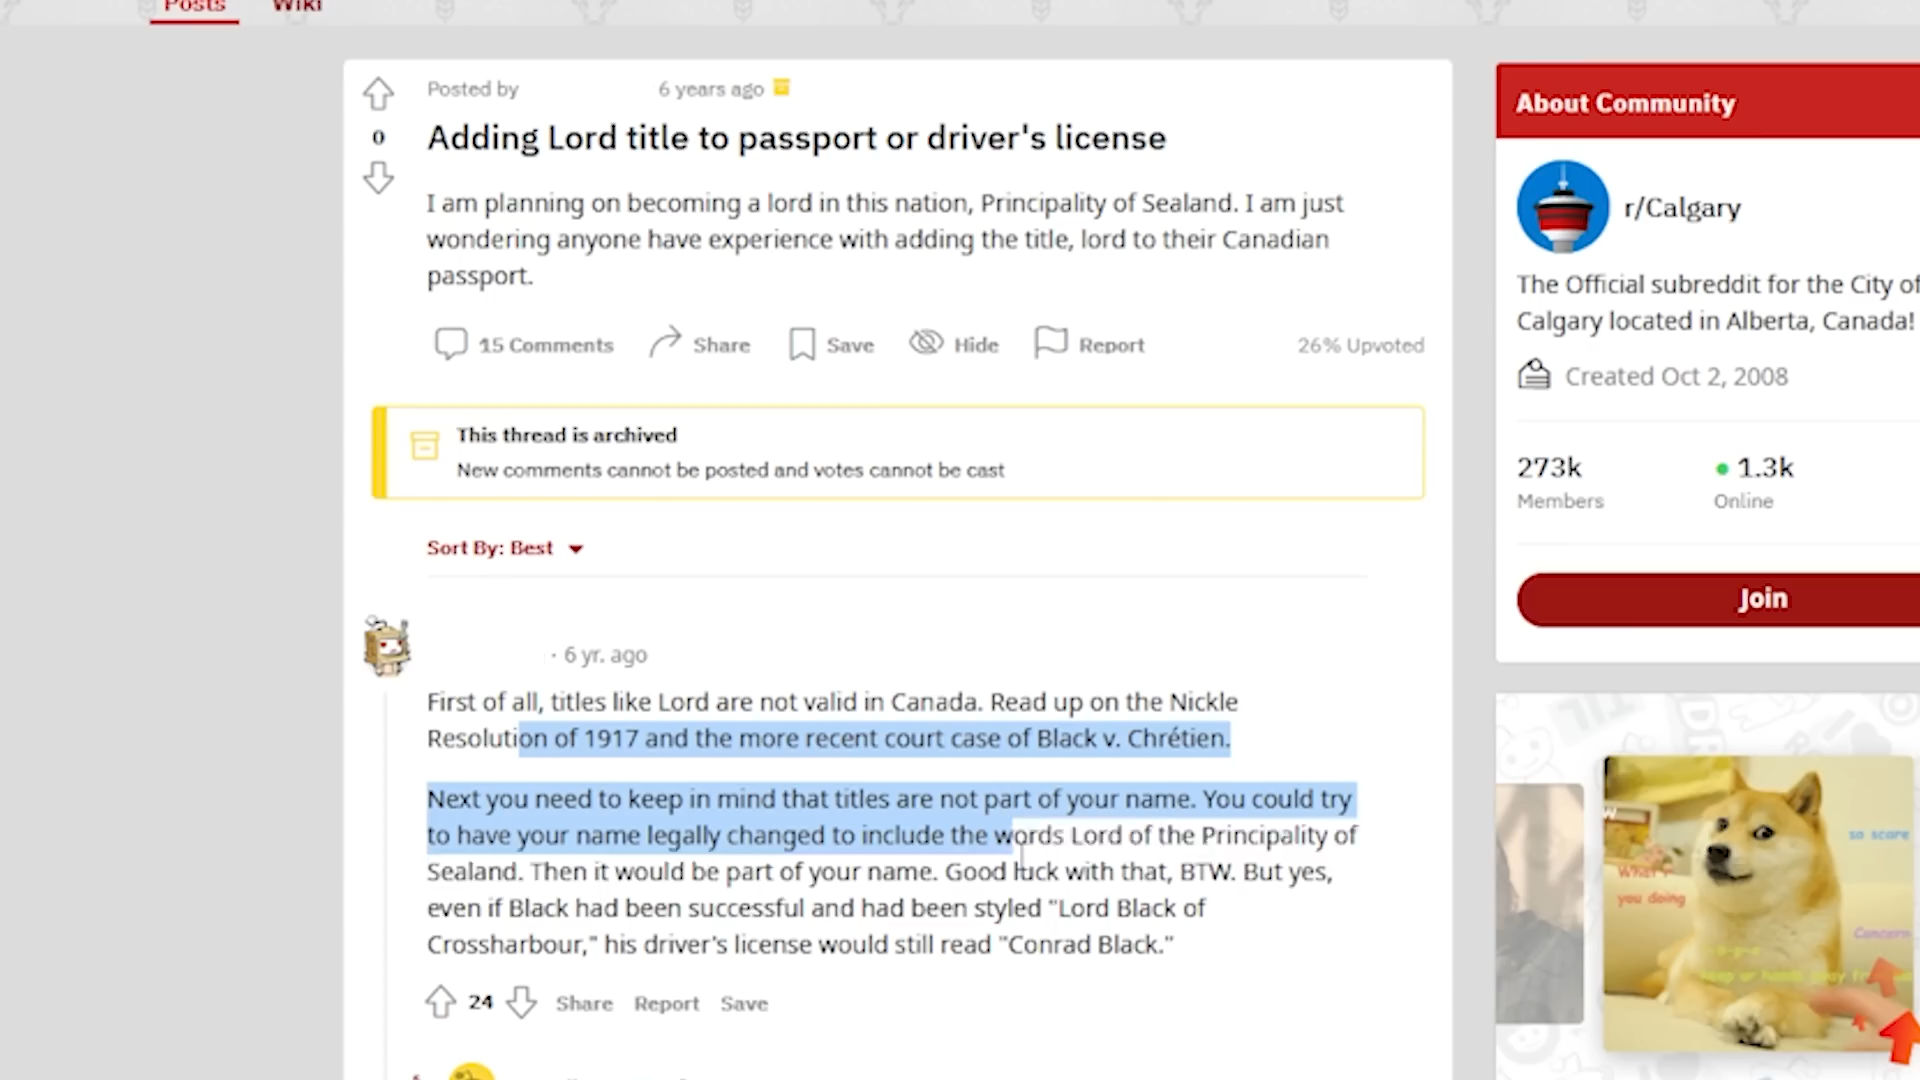 Posts Wiki
Posted by 6 years ago
0
Adding Lord title to passport or driver's license
I am planning on becoming a lord in this nation, Principality of Sealand. I am just
wondering anyone have experience with adding the title, lord to their Canadian
passport.
15 Comments Share Save Hide Report 26% Upvoted
This thread is archived
New comments cannot be posted and votes cannot be cast
Sort By: Best
· 6 yr. ago
First of all, titles like Lord are not valid in Canada. Read up on the Nickle
Resolution of 1917 and the more recent court case of Black v. Chrétien.
Next you need to keep in mind that titles are not part of your name. You could try
to have your name legally changed to include the words Lord of the Principality of
Sealand. Then it would be part of your name. Good luck with that, BTW. But yes,
even if Black had been successful and had been styled "Lord Black of
Crossharbour," his driver's license would still read "Conrad Black."
24 Share Report Save
About Community
r/Calgary
The Official subreddit for the City of
Calgary located in Alberta, Canada!
Created Oct 2, 2008
273k 1.3k
Members Online
Join
TIL
so scare
you doing
Concern